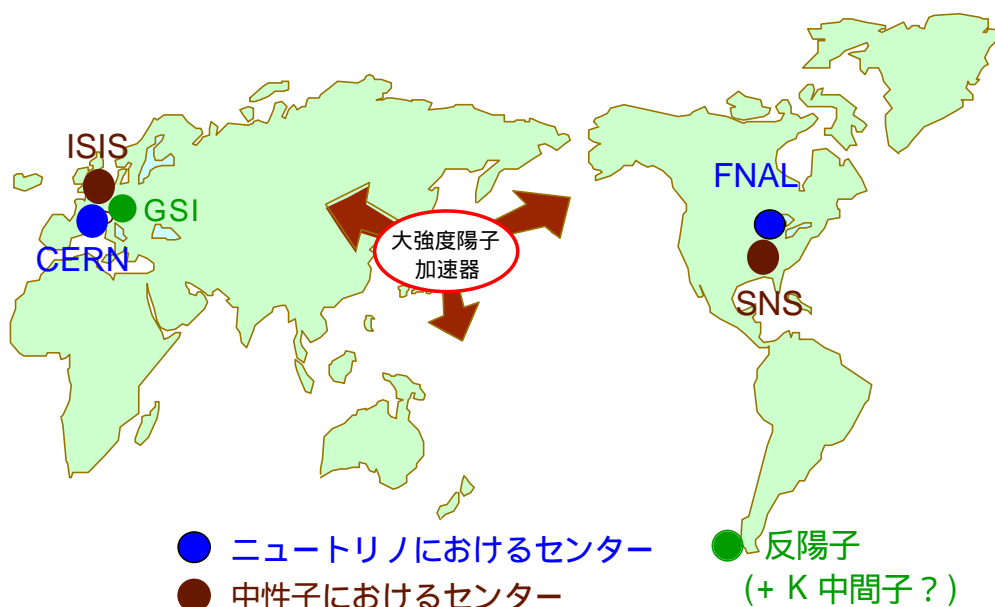 ISIS
GSI
CERN
大強度陽子
加速器
FNAL
SNS
ニュートリノにおけるセンター
中性子におけるセンター
反陽子
(+ K 中間子?)